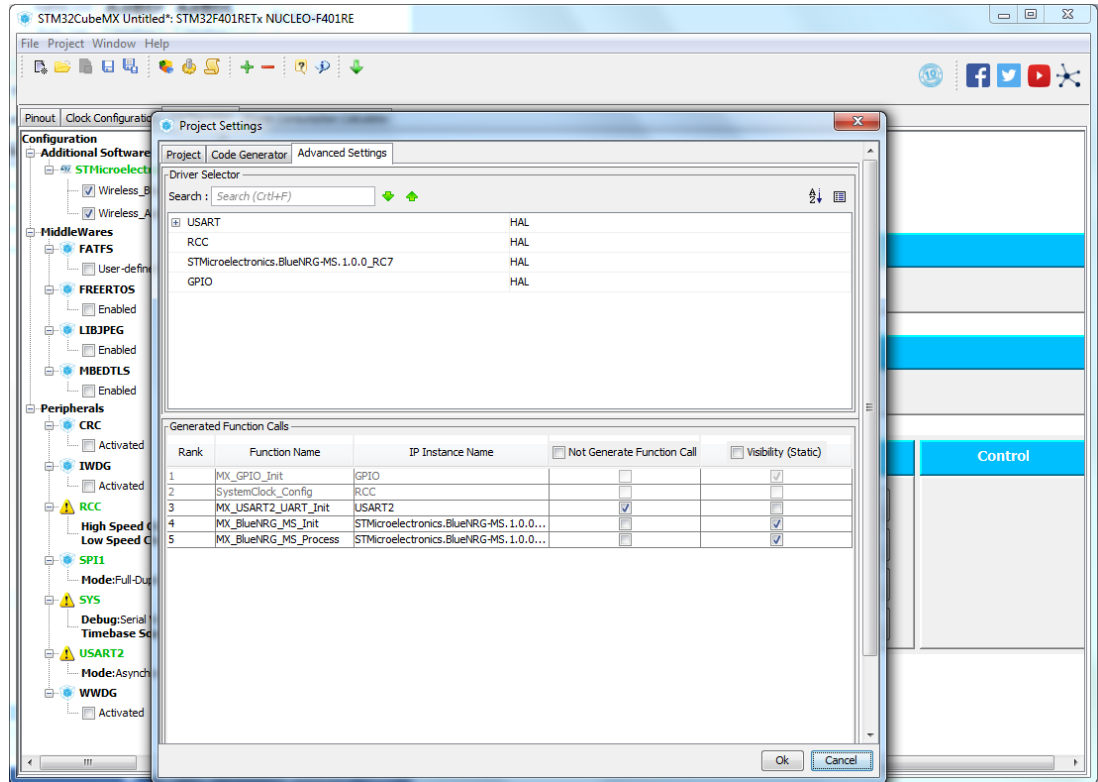 STM32CubeMX Untitled*: STM32F401RETx NUCLEO-F401RE
File Project Window Help
19
Pinout Clock Configuratio
Configuration
Additional Software
STMicroelect
Wireless_B
Wireless_A
MiddleWares
FATFS
User-define
FREERTOS
Enabled
LIBJPEG
Enabled
MBEDTLS
Enabled
Peripherals
CRC
Activated
IWDG
Activated
RCC
High Speed C
Low Speed C
SPI1
Mode:Full-Dup
SYS
Debug:Serial
Timebase So
USART2
Mode:Asynch
WWDG
Activated
Project Settings
Project Code Generator Advanced Settings
Driver Selector
Search : Search (Crtl+F)
USART HAL
RCC HAL
STMicroelectronics.BlueNRG-MS.1.0.0_RC7 HAL
GPIO HAL
Generated Function Calls
Rank Function Name IP Instance Name Not Generate Function Call Visibility (Static)
1 MX_GPIO_Init GPIO
2 SystemClock_Config RCC
3 MX_USART2_UART_Init USART2
4 MX_BlueNRG_MS_Init STMicroelectronics.BlueNRG-MS.1.0.0...
5 MX_BlueNRG_MS_Process STMicroelectronics.BlueNRG-MS.1.0.0...
Ok Cancel
Control